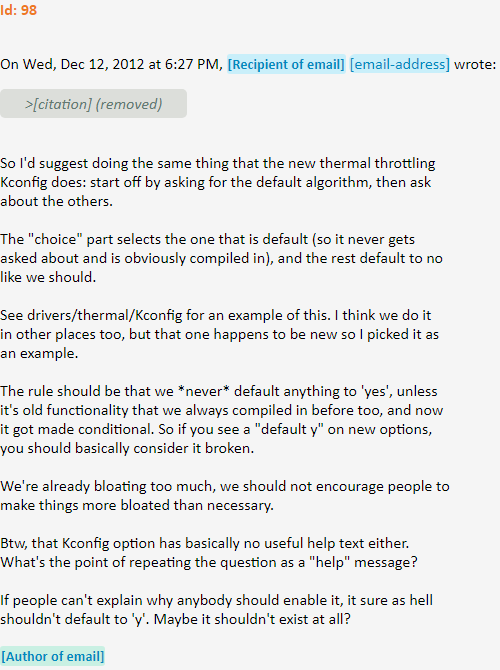 Id: 98
On Wed, Dec 12, 2012 at 6:27 PM, [Recipient of email] [email-address] wrote:
>[citation] (removed)
So I'd suggest doing the same thing that the new thermal throttling
Kconfig does: start off by asking for the default algorithm, then ask
about the others.
The "choice" part selects the one that is default (so it never gets
asked about and is obviously compiled in), and the rest default to no
like we should.
See drivers/thermal/Kconfig for an example of this. I think we do it
in other places too, but that one happens to be new so I picked it as
an example.
The rule should be that we *never* default anything to 'yes', unless
it's old functionality that we always compiled in before too, and now
it got made conditional. So if you see a "default y" on new options,
you should basically consider it broken.
We're already bloating too much, we should not encourage people to
make things more bloated than necessary.
Btw, that Kconfig option has basically no useful help text either.
What's the point of repeating the question as a "help" message?
If people can't explain why anybody should enable it, it sure as hell
shouldn't default to 'y'. Maybe it shouldn't exist at all?
[Author of email]